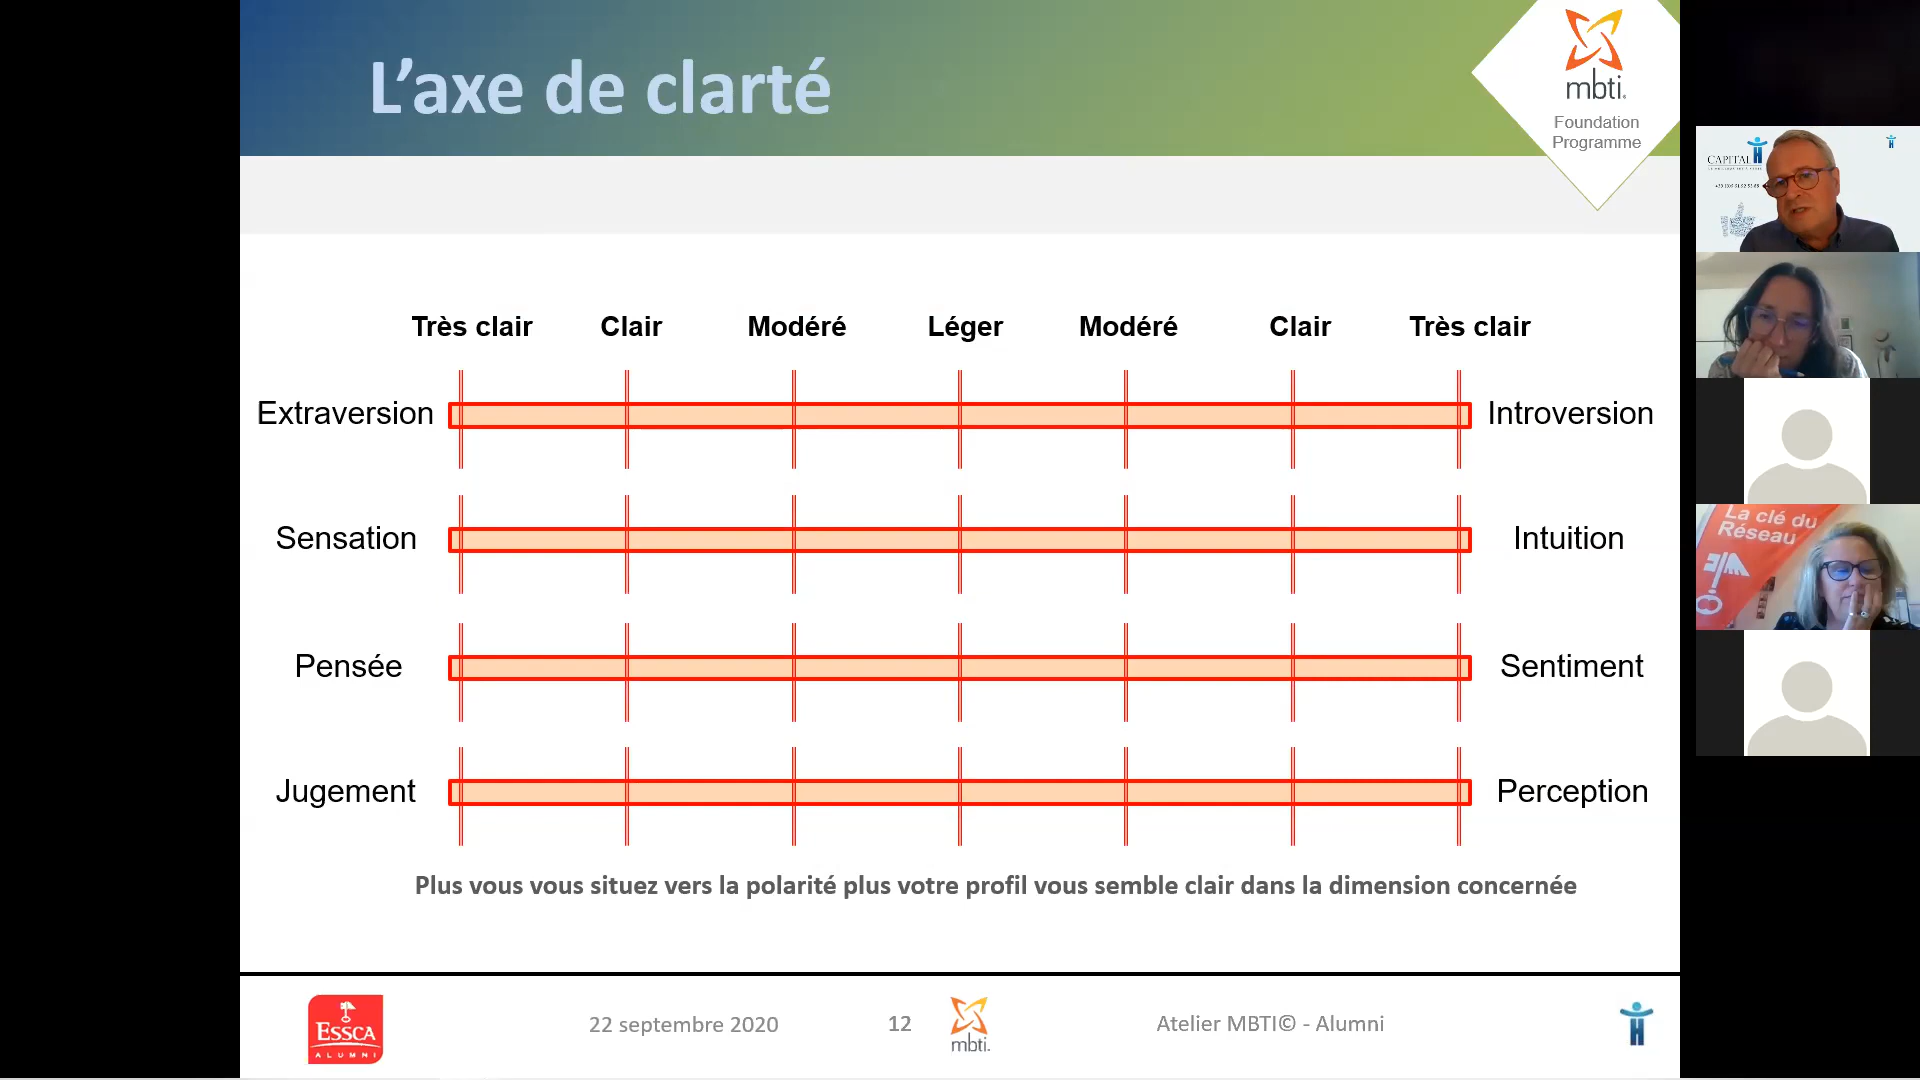 L'axe de clarté
mbti
Foundation
Programme
Très clair Clair Modéré Léger Modéré Clair Très clair
Extraversion Introversion
Sensation Intuition
Pensée Sentiment
Jugement Perception
Plus vous vous situez vers la polarité plus votre profil vous semble clair dans la dimension concernée
ESSCA
ALUMNI
22 septembre 2020
12
mbti.
Atelier MBTI© - Alumni
CAPITAL
La clé du
Réseau